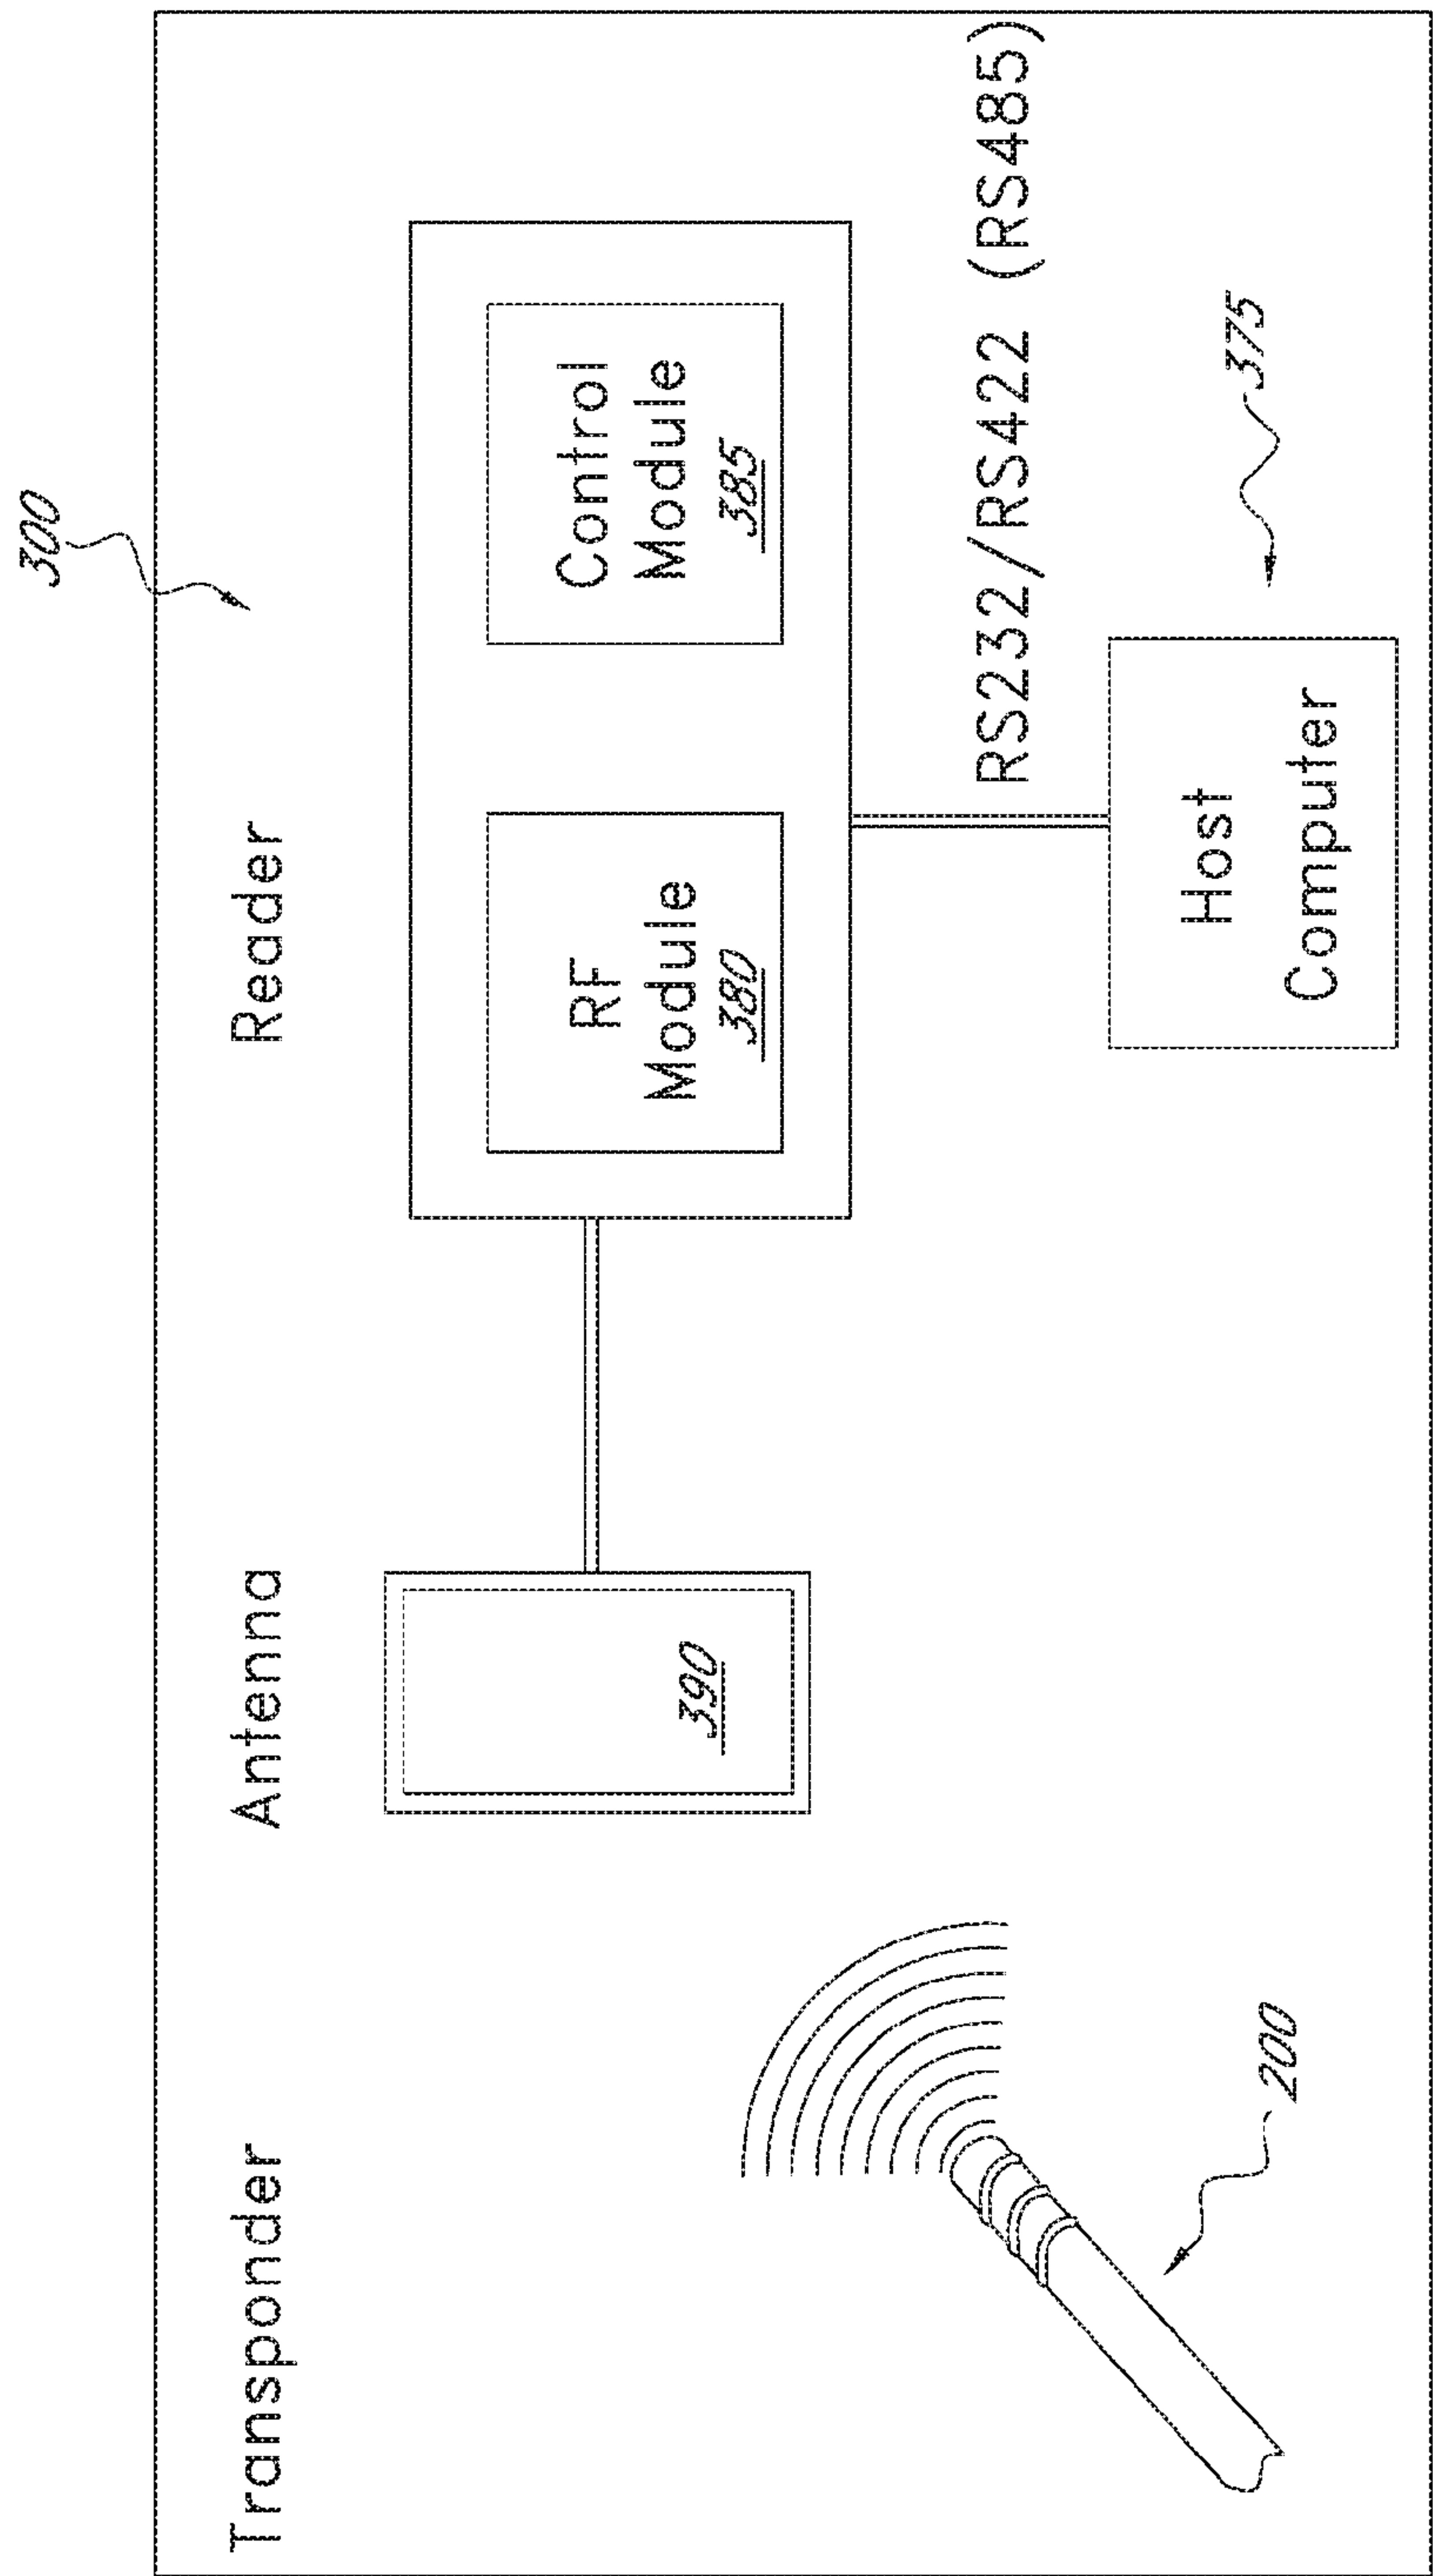 300
Transponder
Antenna
Reader
390
RF
Module
380
Control
Module
385
RS232/RS422 (RS485)
200
Host
Computer
375